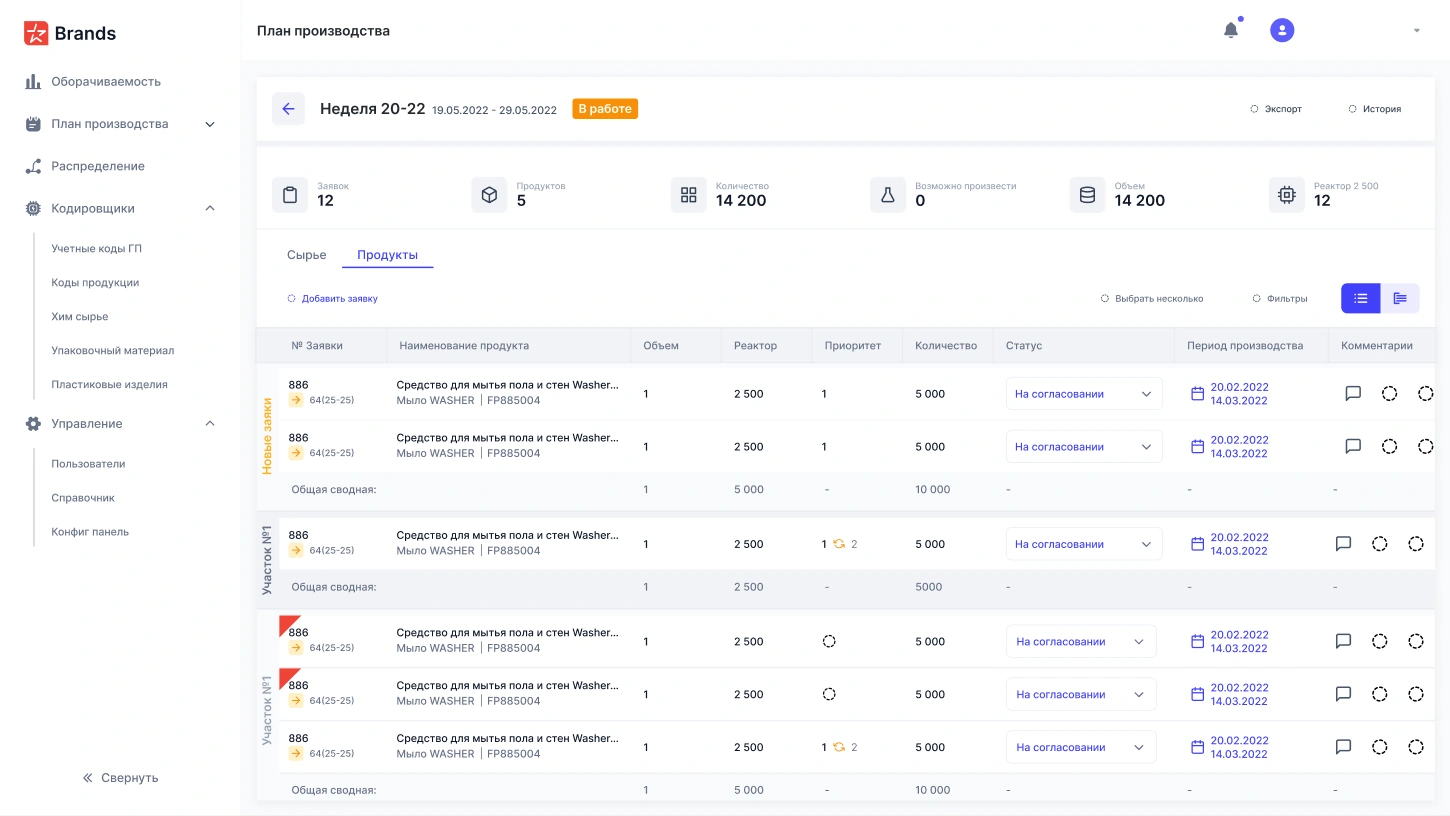 Brands
Оборачиваемость
План производства
Распределение
Кодировщики
Учетные коды ГП
Коды продукции
Хим сырье
Упаковочный материал
Пластиковые изделия
Управление
Пользователи
Справочник
Конфиг панель
Свернуть
План производства
Неделя 20-22 19.05.2022 - 29.05.2022 В работе
Экспорт История
Заявок
12
Продуктов
5
Количество
14 200
Возможно произвести
0
Объем
14 200
Реактор 2 500
12
Сырье Продукты
Добавить заявку Выбрать несколько Фильтры
№ Заявки Наименование продукта Объем Реактор Приоритет Количество Статус Период производства Комментарии
Новые заявки
886 Средство для мытья пола и стен Washer... 1 2 500 1 5 000 На согласовании 20.02.2022
64(25-25) Мыло WASHER | FP885004 14.03.2022
886 Средство для мытья пола и стен Washer... 1 2 500 1 5 000 На согласовании 20.02.2022
64(25-25) Мыло WASHER | FP885004 14.03.2022
Общая сводная: 1 5 000 - 10 000 - - -
Участок №1
886 Средство для мытья пола и стен Washer... 1 2 500 1 2 5 000 На согласовании 20.02.2022
64(25-25) Мыло WASHER | FP885004 14.03.2022
Общая сводная: 1 2 500 - 5000 - - -
Участок №1
886 Средство для мытья пола и стен Washer... 1 2 500 5 000 На согласовании 20.02.2022
64(25-25) Мыло WASHER | FP885004 14.03.2022
886 Средство для мытья пола и стен Washer... 1 2 500 5 000 На согласовании 20.02.2022
64(25-25) Мыло WASHER | FP885004 14.03.2022
886 Средство для мытья пола и стен Washer... 1 2 500 1 2 5 000 На согласовании 20.02.2022
64(25-25) Мыло WASHER | FP885004 14.03.2022
Общая сводная: 1 5 000 - 10 000 - - -